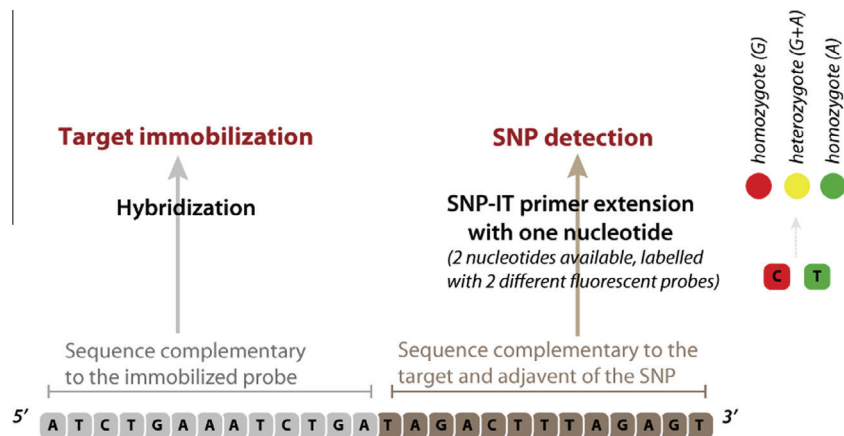 homozygote (G)
heterozygote (G+A)
homozygote (A)
Target immobilization
SNP detection
Hybridization
SNP-IT primer extension
with one nucleotide
(2 nucleotides available, labelled
with 2 different fluorescent probes)
C T
Sequence complementary
to the immobilized probe
Sequence complementary to the
target and adjavent of the SNP
5′ A T C T G A A A T C T G A T A G A C T T T A G A G T 3′